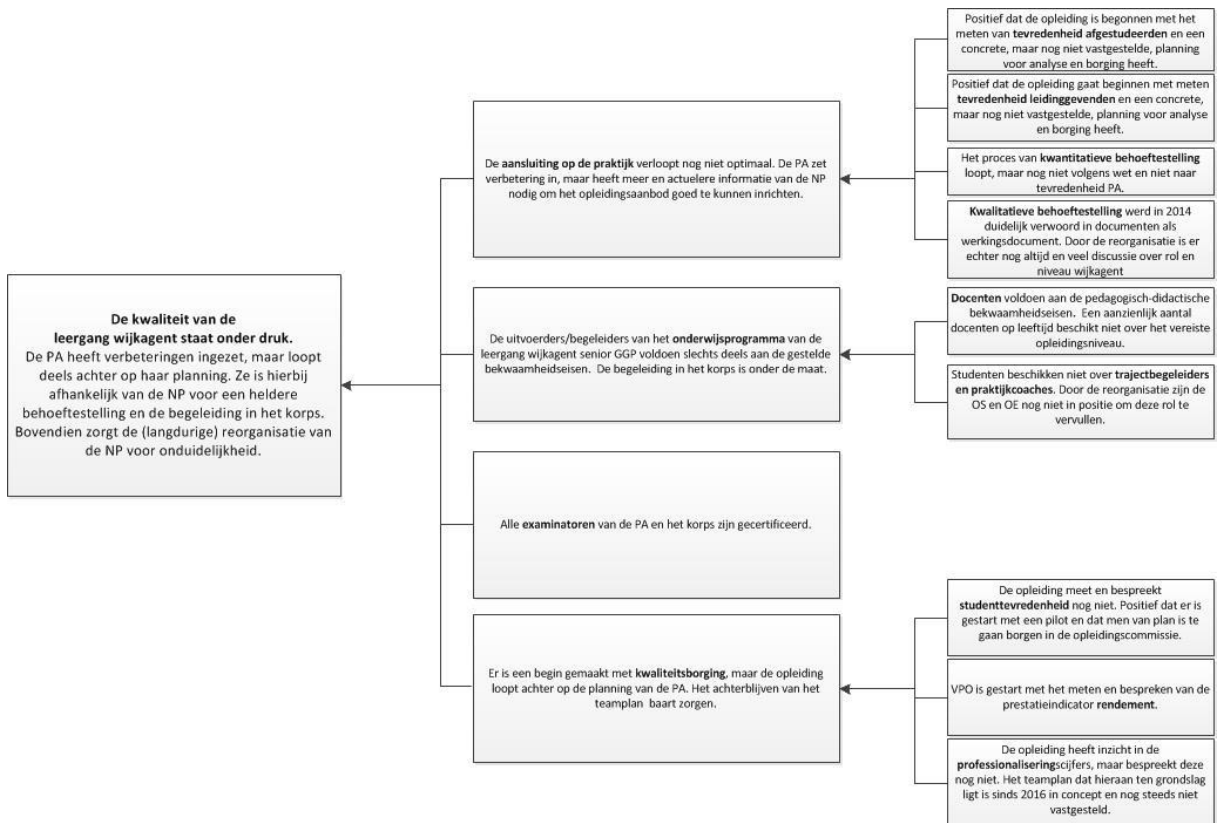 De kwaliteit van de
leergang wijkagent staat onder druk.
De PA heeft verbeteringen ingezet, maar loopt
deels achter op haar planning. Ze is hierbij
afhankelijk van de NP voor een heldere
behoeftestelling en de begeleiding in het korps.
Bovendien zorgt de (langdurige) reorganisatie van
de NP voor onduidelijkheid.
De aansluiting op de praktijk verloopt nog niet optimaal. De PA zet
verbetering in, maar heeft meer en actuelere informatie van de NP
nodig om het opleidingsaanbod goed te kunnen inrichten.
Positief dat de opleiding is begonnen met het
meten van tevredenheid afgestudeerden en een
concrete, maar nog niet vastgestelde, planning
voor analyse en borging heeft.
Positief dat de opleiding gaat beginnen met meten
tevredenheid leidinggevenden en een concrete,
maar nog niet vastgestelde, planning voor analyse
en borging heeft.
Het proces van kwantitatieve behoeftestelling
loopt, maar nog niet volgens wet en niet naar
tevredenheid PA.
Kwalitatieve behoeftestelling werd in 2014
duidelijk verwoord in documenten als
werkingsdocument. Door de reorganisatie is er
echter nog altijd en veel discussie over rol en
niveau wijkagent
De uitvoerders/begeleiders van het onderwijsprogramma van de
leergang wijkagent senior GGP voldoen slechts deels aan de gestelde
bekwaamheidseisen. De begeleiding in het korps is onder de maat.
Docenten voldoen aan de pedagogisch-didactische
bekwaamheidseisen. Een aanzienlijk aantal
docenten op leeftijd beschikt niet over het vereiste
opleidingsniveau.
Studenten beschikken niet over trajectbegeleiders
en praktijkcoaches. Door de reorganisatie zijn de
OS en OE nog niet in positie om deze rol te
vervullen.
Alle examinatoren van de PA en het korps zijn gecertificeerd.
Er is een begin gemaakt met kwaliteitsborging, maar de opleiding
loopt achter op de planning van de PA. Het achterblijven van het
teamplan baart zorgen.
De opleiding meet en bespreekt
studenttevredenheid nog niet. Positief dat er is
gestart met een pilot en dat men van plan is te
gaan borgen in de opleidingscommissie.
VPO is gestart met het meten en bespreken van de
prestatieindicator rendement.
De opleiding heeft inzicht in de
professionaliseringscijfers, maar bespreekt deze
nog niet. Het teamplan dat hieraan ten grondslag
ligt is sinds 2016 in concept en nog steeds niet
vastgesteld.